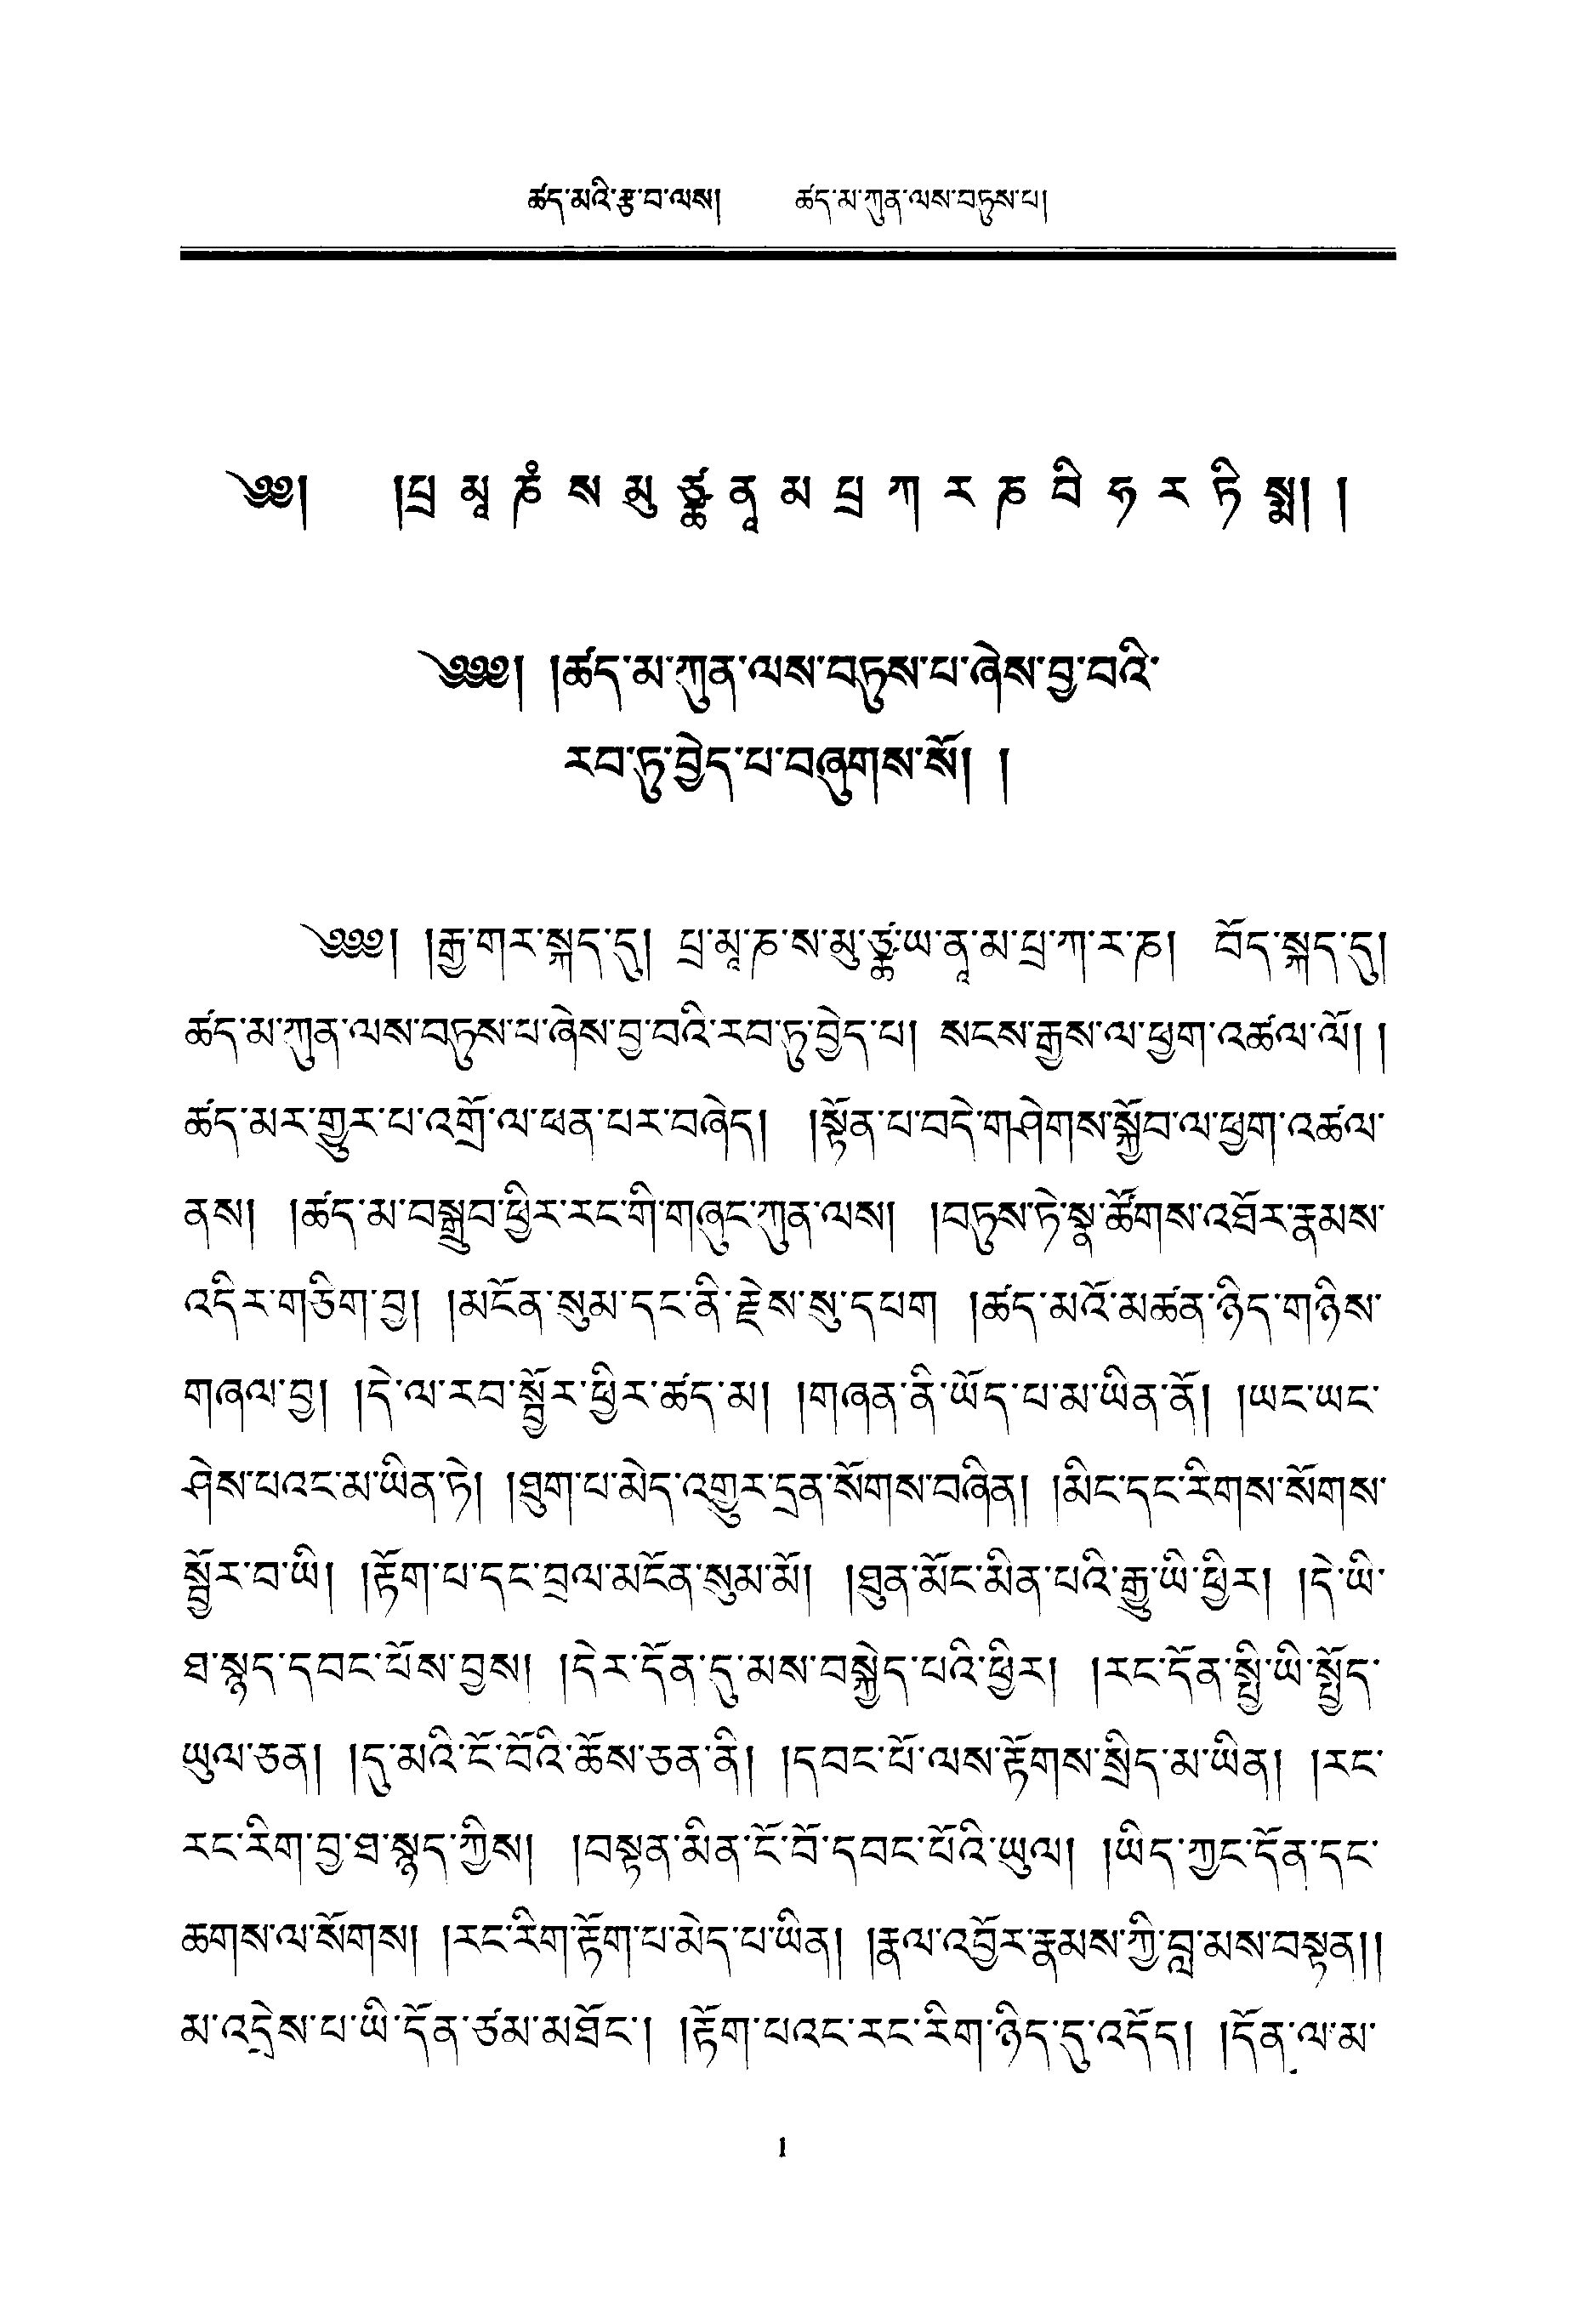 ཚད་མའི་རྩ་བ་ལས། ཚད་མ་ཀུན་ལས་བཏུས་པ།
༄༅། །པྲ མཱ ཎཾ ས མུ ཙྪ ནཱ མ པྲ ཀ ར ཎ བི ཧ ར ཏི སྨ། །
༄༅༅། །ཚད་མ་ཀུན་ལས་བཏུས་པ་ཞེས་བྱ་བའི་
རབ་ཏུ་བྱེད་པ་བཞུགས་སོ། །
༄༅༅། །རྒྱ་གར་སྐད་དུ། པྲ་མཱ་ཎ་ས་མུ་ཙྪ་ཡ་ནཱ་མ་པྲ་ཀ་ར་ཎ། བོད་སྐད་དུ།
ཚད་མ་ཀུན་ལས་བཏུས་པ་ཞེས་བྱ་བའི་རབ་ཏུ་བྱེད་པ། སངས་རྒྱས་ལ་ཕྱག་འཚལ་ལོ། །
ཚད་མར་གྱུར་པ་འགྲོ་ལ་ཕན་པར་བཞེད། །སྟོན་པ་བདེ་གཤེགས་སྐྱོབ་ལ་ཕྱག་འཚལ་
ནས། །ཚད་མ་བསྒྲུབ་ཕྱིར་རང་གི་གཞུང་ཀུན་ལས། །བཏུས་ཏེ་སྣ་ཚོགས་འཐོར་རྣམས་
འདིར་གཅིག་བྱ། །མངོན་སུམ་དང་ནི་རྗེས་སུ་དཔག །ཚད་མའོ་མཚན་ཉིད་གཉིས་
གཞལ་བྱ། །དེ་ལ་རབ་སྦྱོར་ཕྱིར་ཚད་མ། །གཞན་ནི་ཡོད་པ་མ་ཡིན་ནོ། །ཡང་ཡང་
ཤེས་པའང་མ་ཡིན་ཏེ། །ཐུག་པ་མེད་འགྱུར་དྲན་སོགས་བཞིན། །མིང་དང་རིགས་སོགས་
སྦྱོར་བ་ཡི། །རྟོག་པ་དང་བྲལ་མངོན་སུམ་མོ། །ཐུན་མོང་མིན་པའི་རྒྱུ་ཡི་ཕྱིར། །དེ་ཡི་
ཐ་སྙད་དབང་པོས་བྱས། །དེར་དོན་དུ་མས་བསྐྱེད་པའི་ཕྱིར། །རང་དོན་སྤྱི་ཡི་སྤྱོད་
ཡུལ་ཅན། །དུ་མའི་ངོ་བོའི་ཆོས་ཅན་ནི། །དབང་པོ་ལས་རྟོགས་སྲིད་མ་ཡིན། །རང་
རང་རིག་བྱ་ཐ་སྙད་ཀྱིས། །བསྟན་མིན་ངོ་བོ་དབང་པོའི་ཡུལ། །ཡིད་ཀྱང་དོན་དང་
ཆགས་ལ་སོགས། །རང་རིག་རྟོག་པ་མེད་པ་ཡིན། །རྣལ་འབྱོར་རྣམས་ཀྱི་བླ་མས་བསྟན།།
མ་འདྲེས་པ་ཡི་དོན་ཙམ་མཐོང་། །རྟོག་པའང་རང་རིག་ཉིད་དུ་འདོད། །དོན་ལ་མ་
1